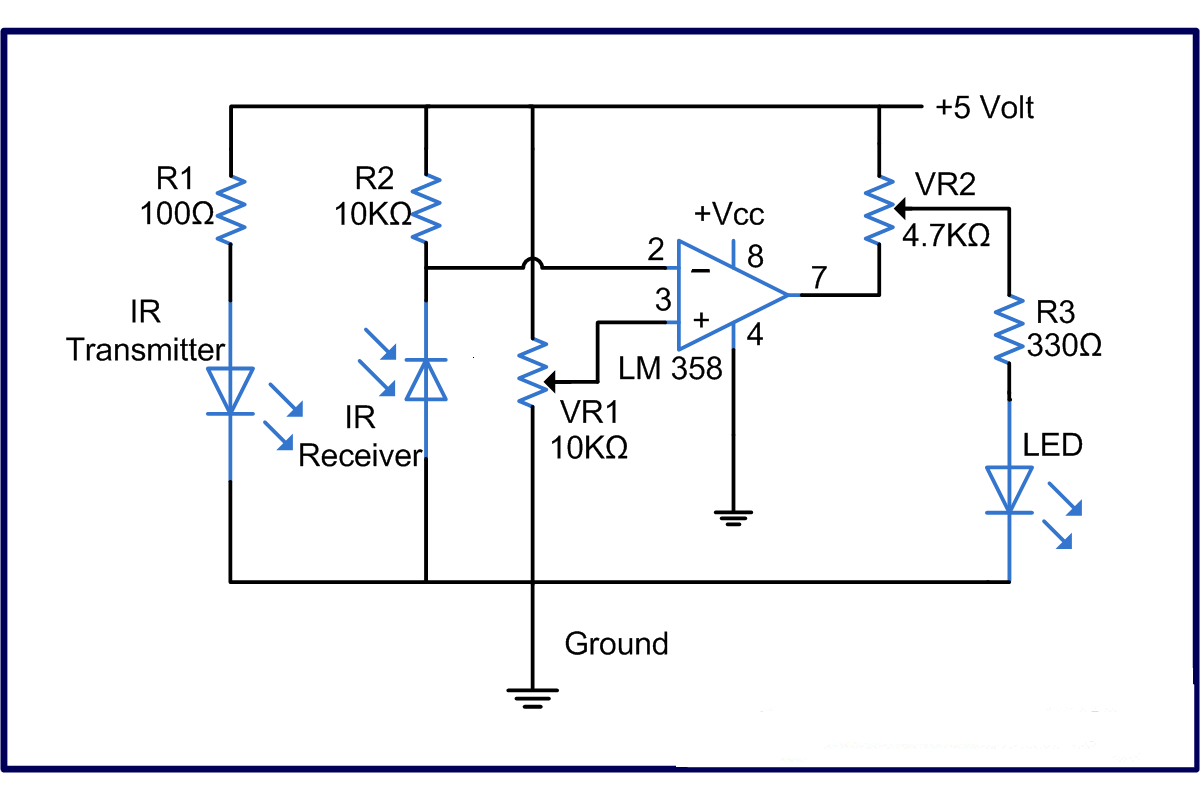 +5 Volt
R1
100Ω
R2
10KΩ
+Vcc
VR2
4.7KΩ
2
8
3
7
4
−
+
LM 358
IR
Transmitter
IR
Receiver
VR1
10KΩ
R3
330Ω
LED
Ground